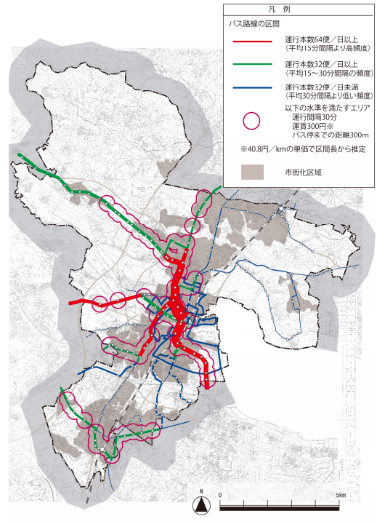 凡　例
バス路線の区間
運行本数64便／日以上
（平均15分間隔より高頻度）
運行本数32便／日以上
（平均15～30分間隔の頻度）
運行本数32便／日未満
（平均30分間隔より低い頻度）
以下の水準を満たすエリア
運行間隔30分
運賃300円※
バス停までの距離300m
※40.8円／kmの単価で区間長から推定
市街化区域
N
0
5km